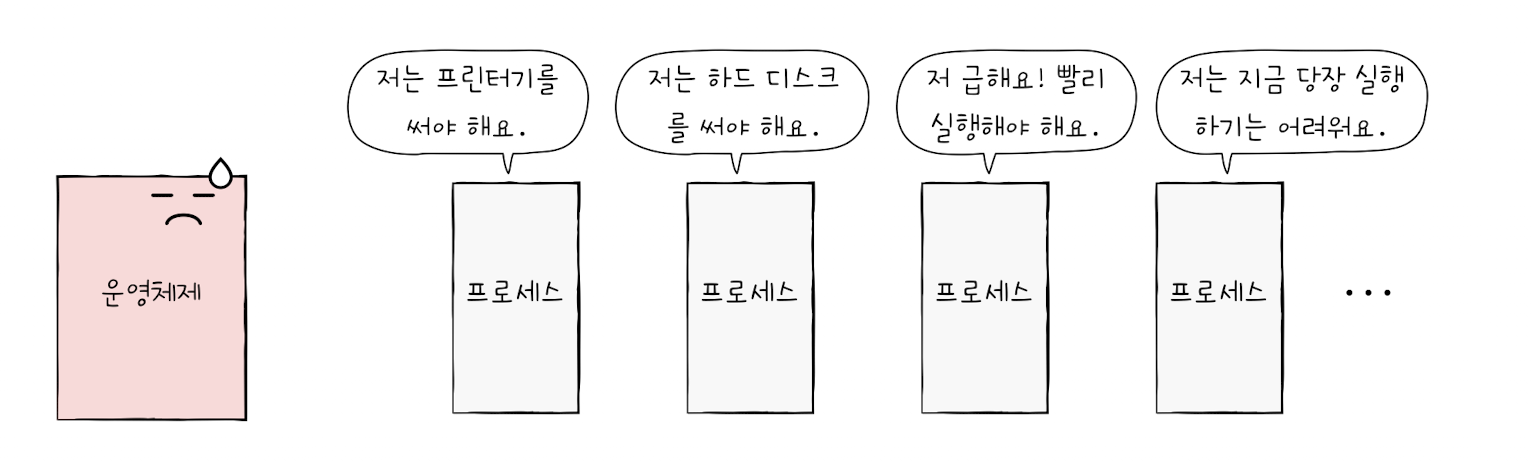 저는 프린터기를
써야 해요.
저는 하드 디스크
를 써야 해요.
저 급해요! 빨리
실행해야 해요.
저는 지금 당장 실행
하기는 어려워요.
운영체제
프로세스
프로세스
프로세스
프로세스
...